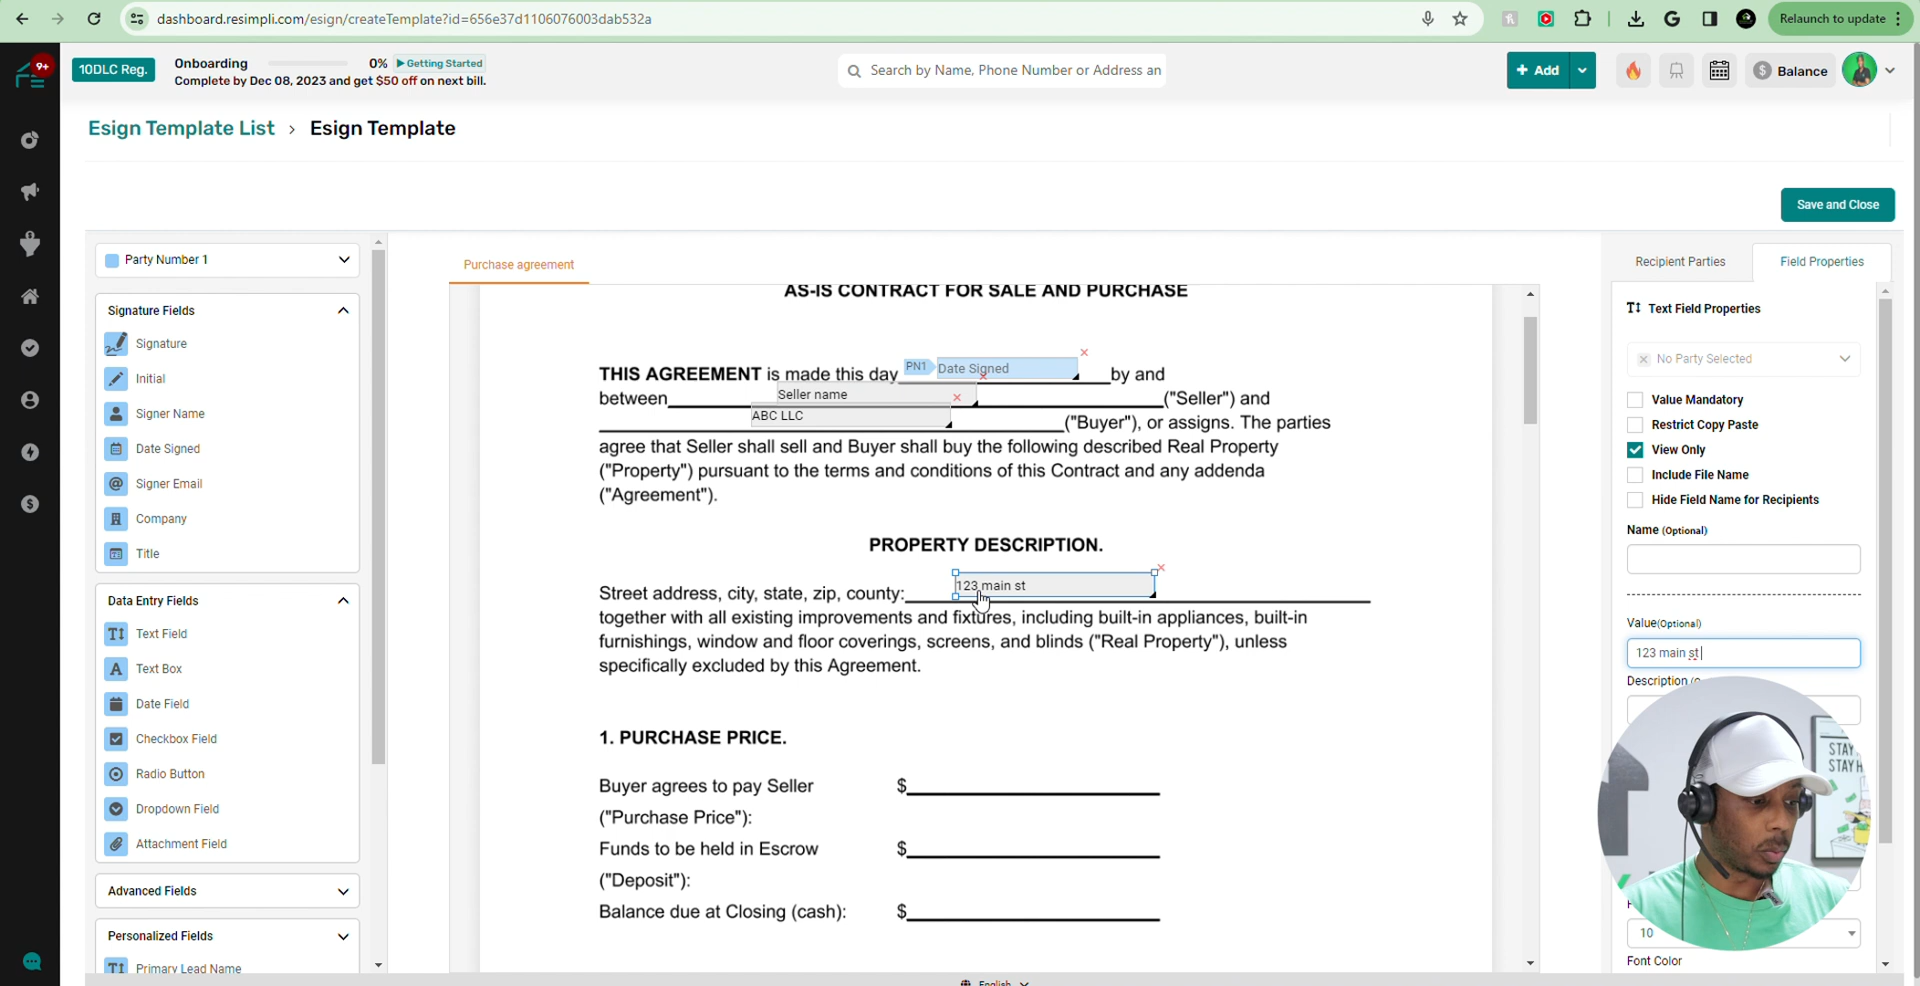 dashboard.resimpli.com/esign/createTemplate?id=656e37d1106076003dab532a
Relaunch to update
9+
10DLC Reg.
Onboarding 0% Getting Started
Complete by Dec 08, 2023 and get $50 off on next bill.
Search by Name, Phone Number or Address an
+ Add
$ Balance
Esign Template List > Esign Template
Save and Close
Party Number 1
Signature Fields
Signature
Initial
Signer Name
Date Signed
Signer Email
Company
Title
Data Entry Fields
Text Field
Text Box
Date Field
Checkbox Field
Radio Button
Dropdown Field
Attachment Field
Advanced Fields
Personalized Fields
Primary Lead Name
Purchase agreement
AS-IS CONTRACT FOR SALE AND PURCHASE
THIS AGREEMENT is made this day PN1 Date Signed by and
between Seller name ("Seller") and
ABC LLC ("Buyer"), or assigns. The parties
agree that Seller shall sell and Buyer shall buy the following described Real Property
("Property") pursuant to the terms and conditions of this Contract and any addenda
("Agreement").
PROPERTY DESCRIPTION.
Street address, city, state, zip, county: 123 main st
together with all existing improvements and fixtures, including built-in appliances, built-in
furnishings, window and floor coverings, screens, and blinds ("Real Property"), unless
specifically excluded by this Agreement.
1. PURCHASE PRICE.
Buyer agrees to pay Seller $
("Purchase Price"):
Funds to be held in Escrow $
("Deposit"):
Balance due at Closing (cash): $
English
Recipient Parties
Field Properties
Text Field Properties
No Party Selected
Value Mandatory
Restrict Copy Paste
View Only
Include File Name
Hide Field Name for Recipients
Name (Optional)
Value(Optional)
123 main st
Description
STAY
STAY H
10
Font Color